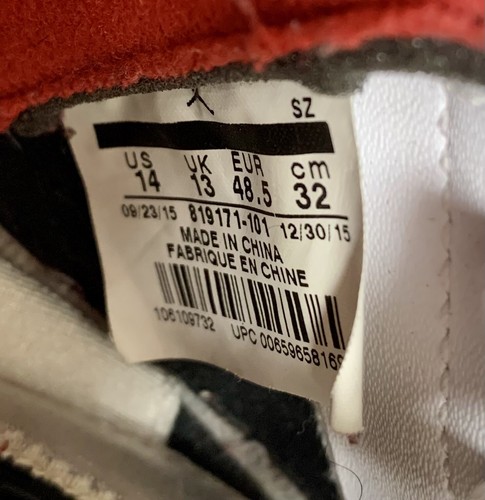 SZ
US UK EUR cm
14 13 48.5 32
09/23/15 819171-101 12/30/15
MADE IN CHINA
FABRIQUE EN CHINE
106109732 UPC 0065965816